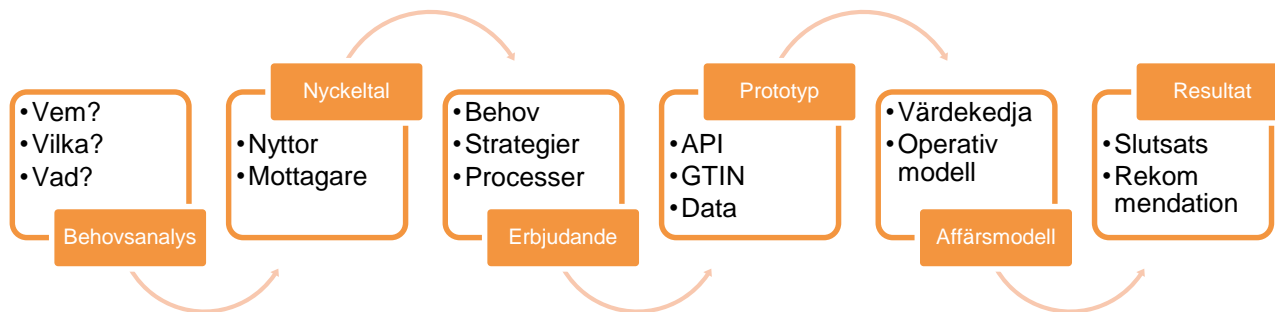 •Vem?
•Vilka?
•Vad?
Behovsanalys
Nyckeltal
•Nyttor
•Mottagare
•Behov
•Strategier
•Processer
Erbjudande
Prototyp
•API
•GTIN
•Data
•Värdekedja
•Operativ
modell
Affärsmodell
Resultat
•Slutsats
•Rekom
mendation